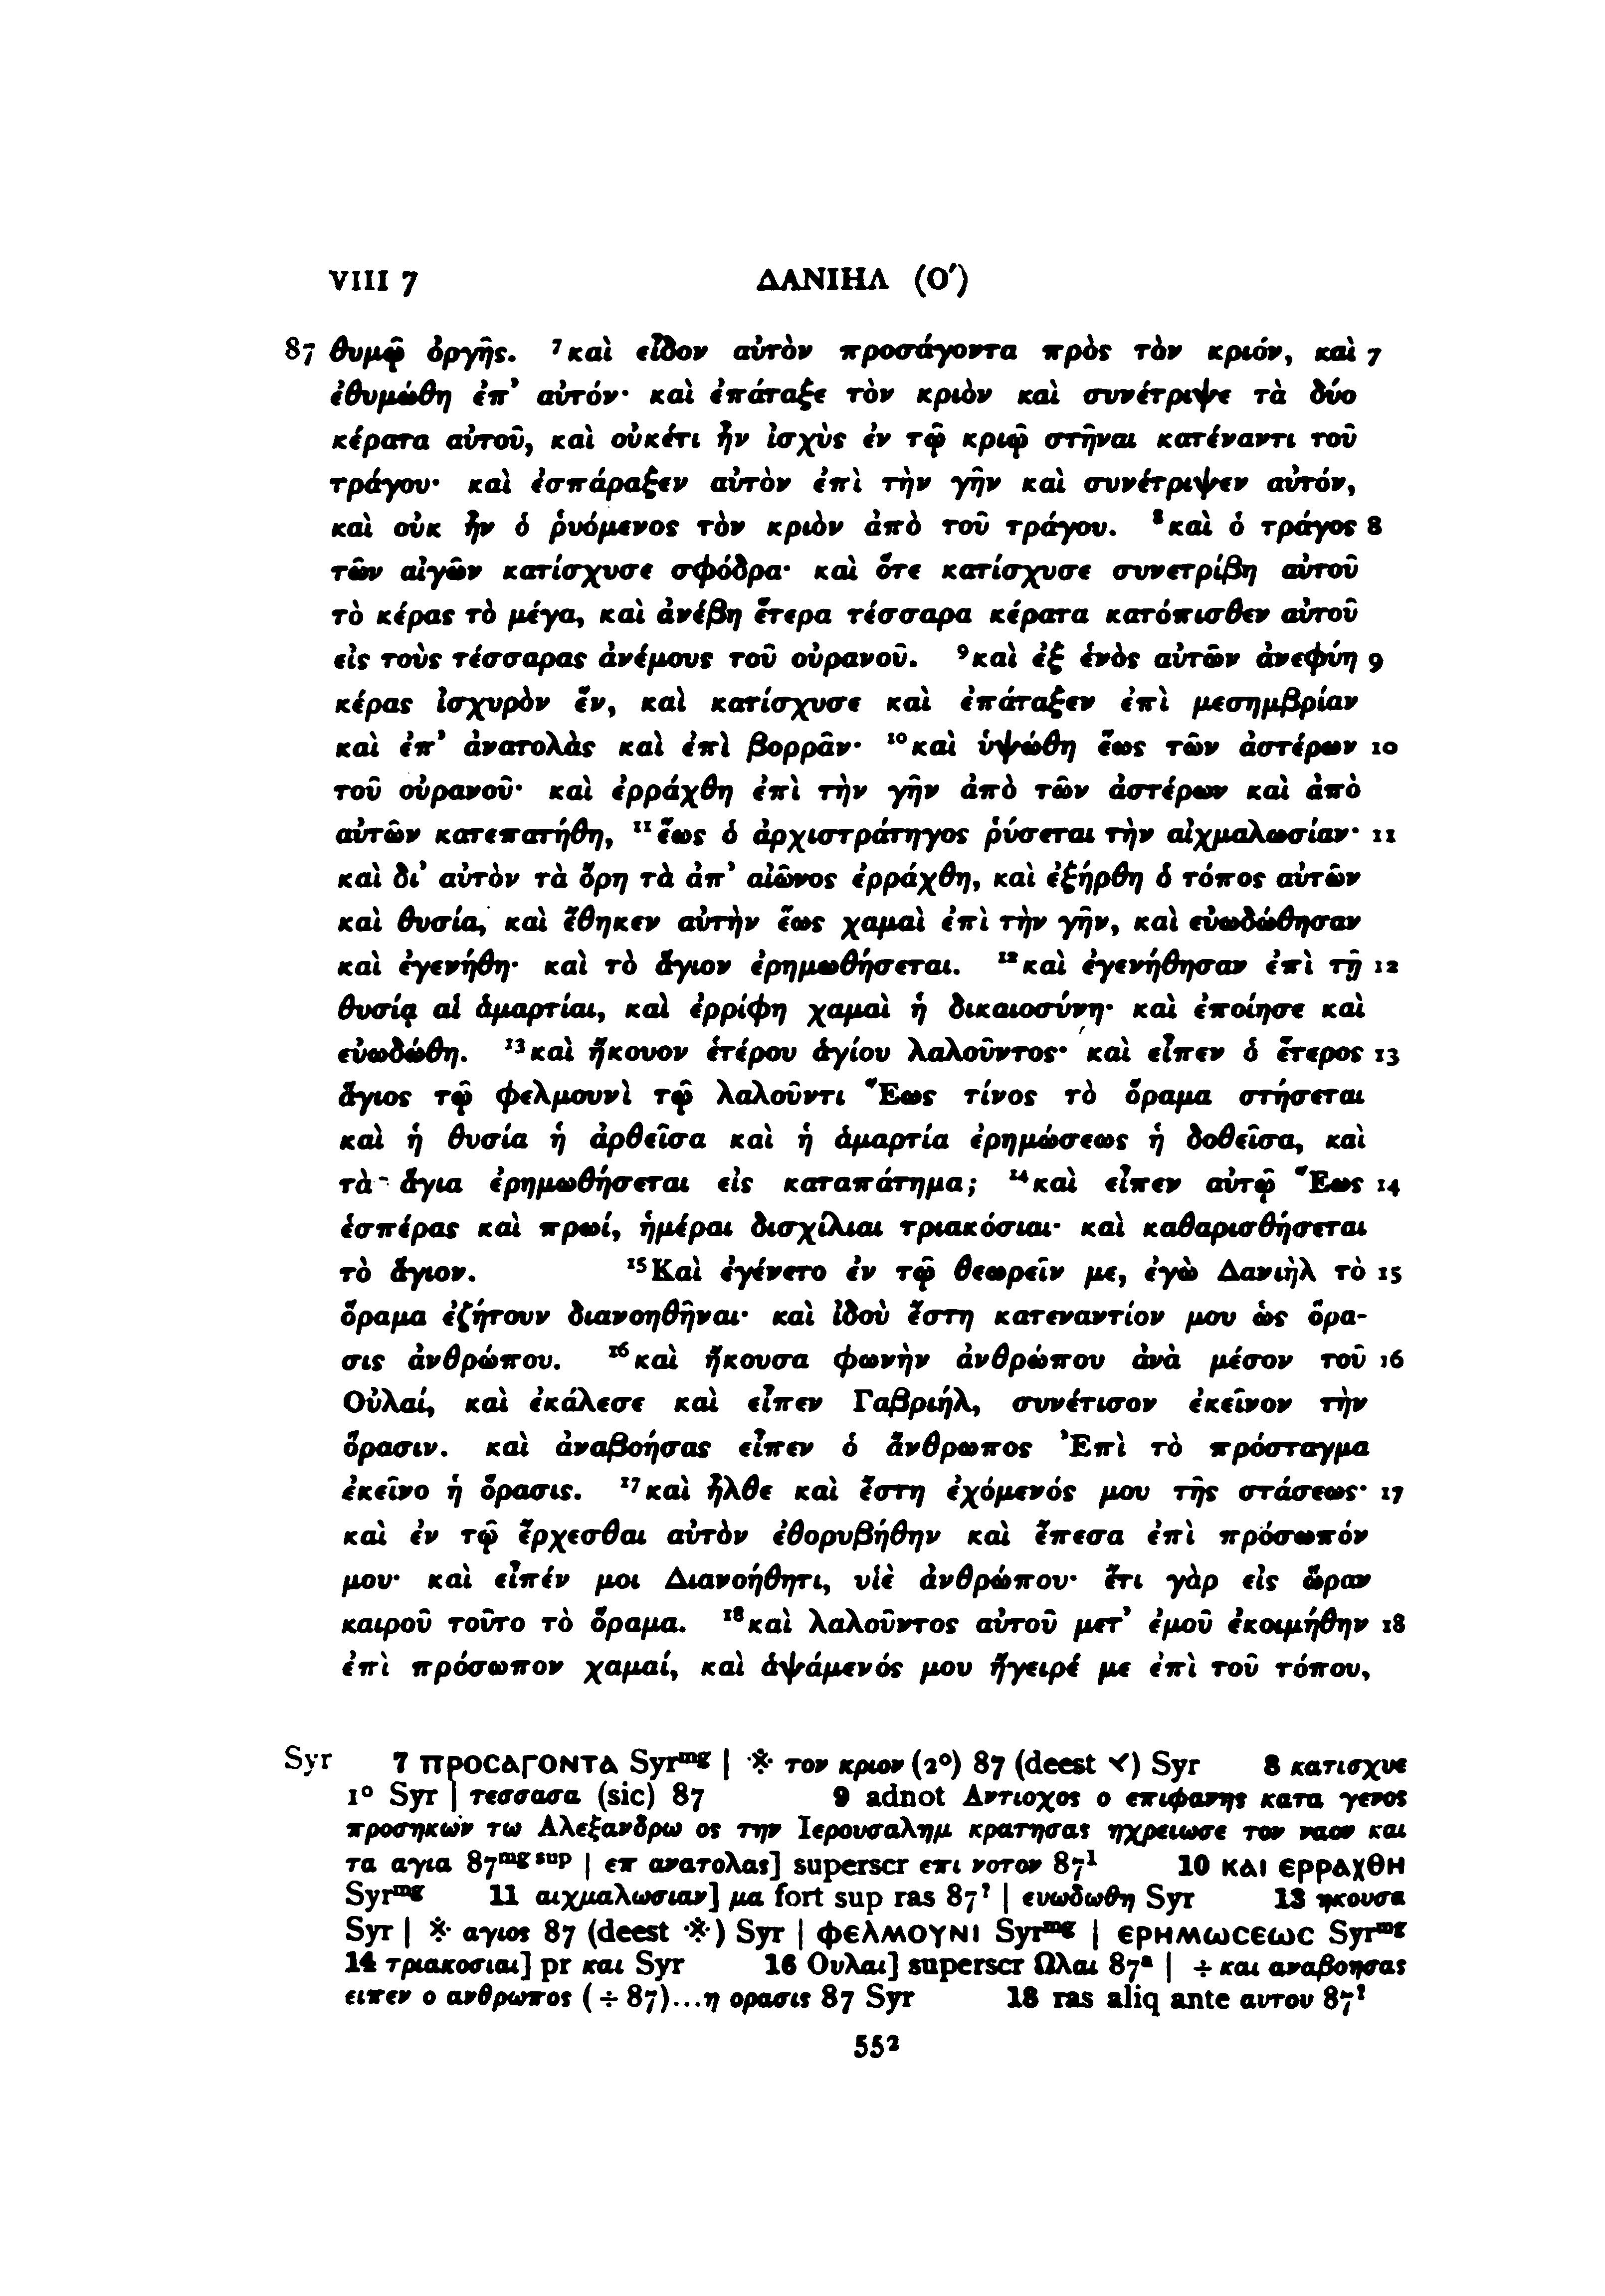 VIII 7 ΔΑΝΙΗΛ (Ο′)
87 θυμῷ ὀργῆς. ⁷καὶ εἶδον αὐτὸν προσάγοντα πρὸς τὸν κριόν, καὶ 7
ἐθυμώθη ἐπ᾽ αὐτόν· καὶ ἐπάταξε τὸν κριὸν καὶ συνέτριψε τὰ δύο
κέρατα αὐτοῦ, καὶ οὐκέτι ἦν ἰσχὺς ἐν τῷ κριῷ στῆναι κατέναντι τοῦ
τράγου· καὶ ἐσπάραξεν αὐτὸν ἐπὶ τὴν γῆν καὶ συνέτριψεν αὐτόν,
καὶ οὐκ ἦν ὁ ῥυόμενος τὸν κριὸν ἀπὸ τοῦ τράγου. ⁸καὶ ὁ τράγος 8
τῶν αἰγῶν κατίσχυσε σφόδρα· καὶ ὅτε κατίσχυσε συνετρίβη αὐτοῦ
τὸ κέρας τὸ μέγα, καὶ ἀνέβη ἕτερα τέσσαρα κέρατα κατόπισθεν αὐτοῦ
εἰς τοὺς τέσσαρας ἀνέμους τοῦ οὐρανοῦ. ⁹καὶ ἐξ ἑνὸς αὐτῶν ἀνεφύη 9
κέρας ἰσχυρὸν ἕν, καὶ κατίσχυσε καὶ ἐπάταξεν ἐπὶ μεσημβρίαν
καὶ ἐπ᾽ ἀνατολὰς καὶ ἐπὶ βορρᾶν· ¹⁰καὶ ὑψώθη ἕως τῶν ἀστέρων 10
τοῦ οὐρανοῦ· καὶ ἐρράχθη ἐπὶ τὴν γῆν ἀπὸ τῶν ἀστέρων καὶ ἀπὸ
αὐτῶν κατεπατήθη, ¹¹ἕως ὁ ἀρχιστράτηγος ῥύσεται τὴν αἰχμαλωσίαν· 11
καὶ δι᾽ αὐτὸν τὰ ὄρη τὰ ἀπ᾽ αἰῶνος ἐρράχθη, καὶ ἐξήρθη ὁ τόπος αὐτῶν
καὶ θυσία, καὶ ἔθηκεν αὐτὴν ἕως χαμαὶ ἐπὶ τὴν γῆν, καὶ εὐωδώθησαν
καὶ ἐγενήθη· καὶ τὸ ἅγιον ἐρημωθήσεται. ¹²καὶ ἐγενήθησαν ἐπὶ τῇ 12
θυσίᾳ αἱ ἁμαρτίαι, καὶ ἐρρίφη χαμαὶ ἡ δικαιοσύνη· καὶ ἐποίησε καὶ
εὐωδώθη. ¹³καὶ ἤκουον ἑτέρου ἁγίου λαλοῦντος· καὶ εἶπεν ὁ ἕτερος 13
ἅγιος τῷ φελμουνὶ τῷ λαλοῦντι Ἕως τίνος τὸ ὅραμα στήσεται
καὶ ἡ θυσία ἡ ἀρθεῖσα καὶ ἡ ἁμαρτία ἐρημώσεως ἡ δοθεῖσα, καὶ
τὰ ἅγια ἐρημωθήσεται εἰς καταπάτημα; ¹⁴καὶ εἶπεν αὐτῷ Ἕως 14
ἑσπέρας καὶ πρωί, ἡμέραι δισχίλιαι τριακόσιαι· καὶ καθαρισθήσεται
τὸ ἅγιον. ¹⁵Καὶ ἐγένετο ἐν τῷ θεωρεῖν με, ἐγὼ Δανιὴλ τὸ 15
ὅραμα ἐζήτουν διανοηθῆναι· καὶ ἰδοὺ ἔστη κατεναντίον μου ὡς ὅρα-
σις ἀνθρώπου. ¹⁶καὶ ἤκουσα φωνὴν ἀνθρώπου ἀνὰ μέσον τοῦ 16
Οὐλαί, καὶ ἐκάλεσε καὶ εἶπεν Γαβριήλ, συνέτισον ἐκεῖνον τὴν
ὅρασιν. καὶ ἀναβοήσας εἶπεν ὁ ἄνθρωπος Ἐπὶ τὸ πρόσταγμα
ἐκεῖνο ἡ ὅρασις. ¹⁷καὶ ἦλθε καὶ ἔστη ἐχόμενός μου τῆς στάσεως· 17
καὶ ἐν τῷ ἔρχεσθαι αὐτὸν ἐθορυβήθην καὶ ἔπεσα ἐπὶ πρόσωπόν
μου· καὶ εἶπέν μοι Διανοήθητι, υἱὲ ἀνθρώπου· ἔτι γὰρ εἰς ὥραν
καιροῦ τοῦτο τὸ ὅραμα. ¹⁸καὶ λαλοῦντος αὐτοῦ μετ᾽ ἐμοῦ ἐκοιμήθην 18
ἐπὶ πρόσωπον χαμαί, καὶ ἁψάμενός μου ἤγειρέ με ἐπὶ τοῦ τόπου,
Syr 7 ΠΡΟCΑΓΟΝΤΑ Syrᵐᵍ | ※ τον κριον (2°) 87 (deest ⸔) Syr 8 κατισχυε
1° Syr | τεσσασα (sic) 87 9 adnot Αντιοχος ο επιφανης κατα γενος
προσηκων τω Αλεξανδρω ος την Ιερουσαλημ κρατησας ηχρειωσε τον ναον και
τα αγια 87ᵐᵍ ˢᵘᵖ | επ ανατολας] superscr επι νοτον 87¹ 10 ΚΑΙ ΕΡΡΑΧΘΗ
Syrᵐᵍ 11 αιχμαλωσιαν] μα fort sup ras 87ˀ | ευωδωθη Syr 13 ηκουσα
Syr | ※ αγιος 87 (deest ※) Syr | ΦΕΛΜΟΥΝΙ Syrᵐᵍ | ΕΡΗΜωCΕωC Syrᵐᵍ
14 τριακοσιαι] pr και Syr 16 Ουλαι] superscr Ωλαι 87ᵃ | ÷ και αναβοησας
ειπεν ο ανθρωπος (÷ 87)...η ορασις 87 Syr 18 ras aliq ante αυτου 87ˀ
552